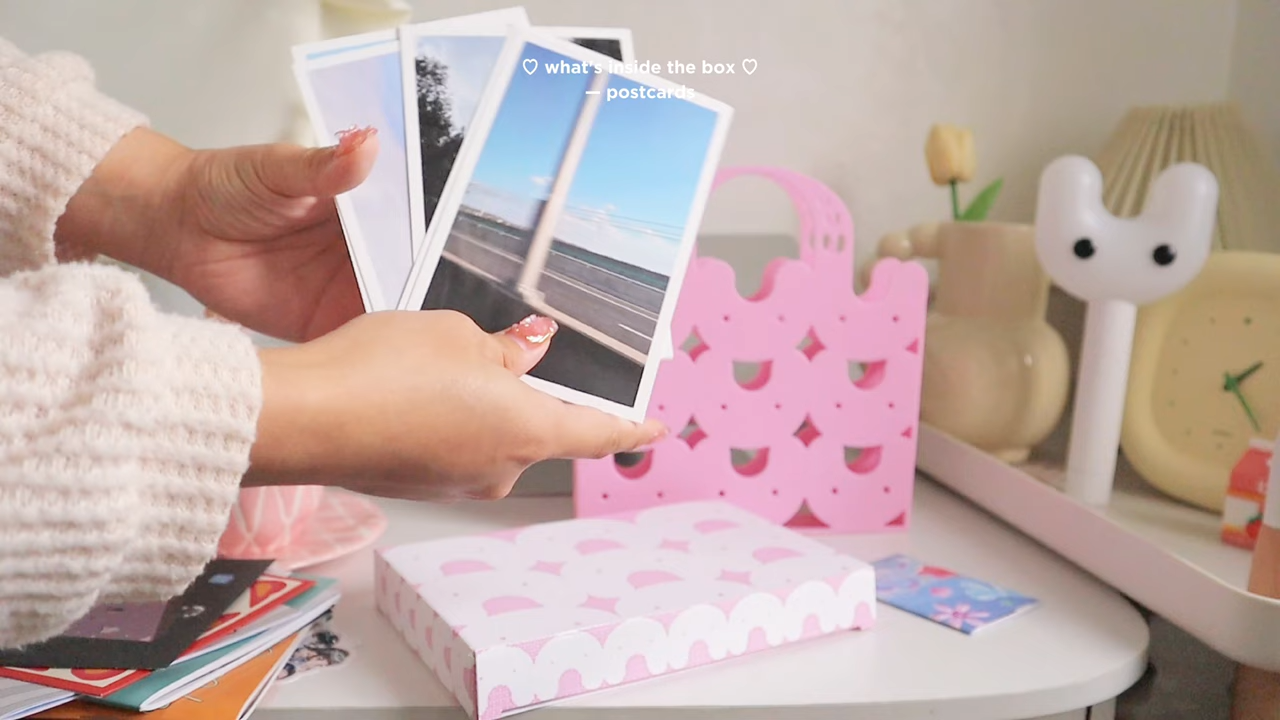 ♡ what's inside the box ♡
— postcards